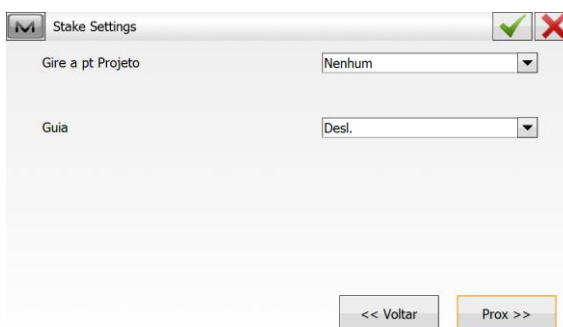 Stake Settings
Gire a pt Projeto Nenhum
Guia Desl.
<< Voltar Prox >>